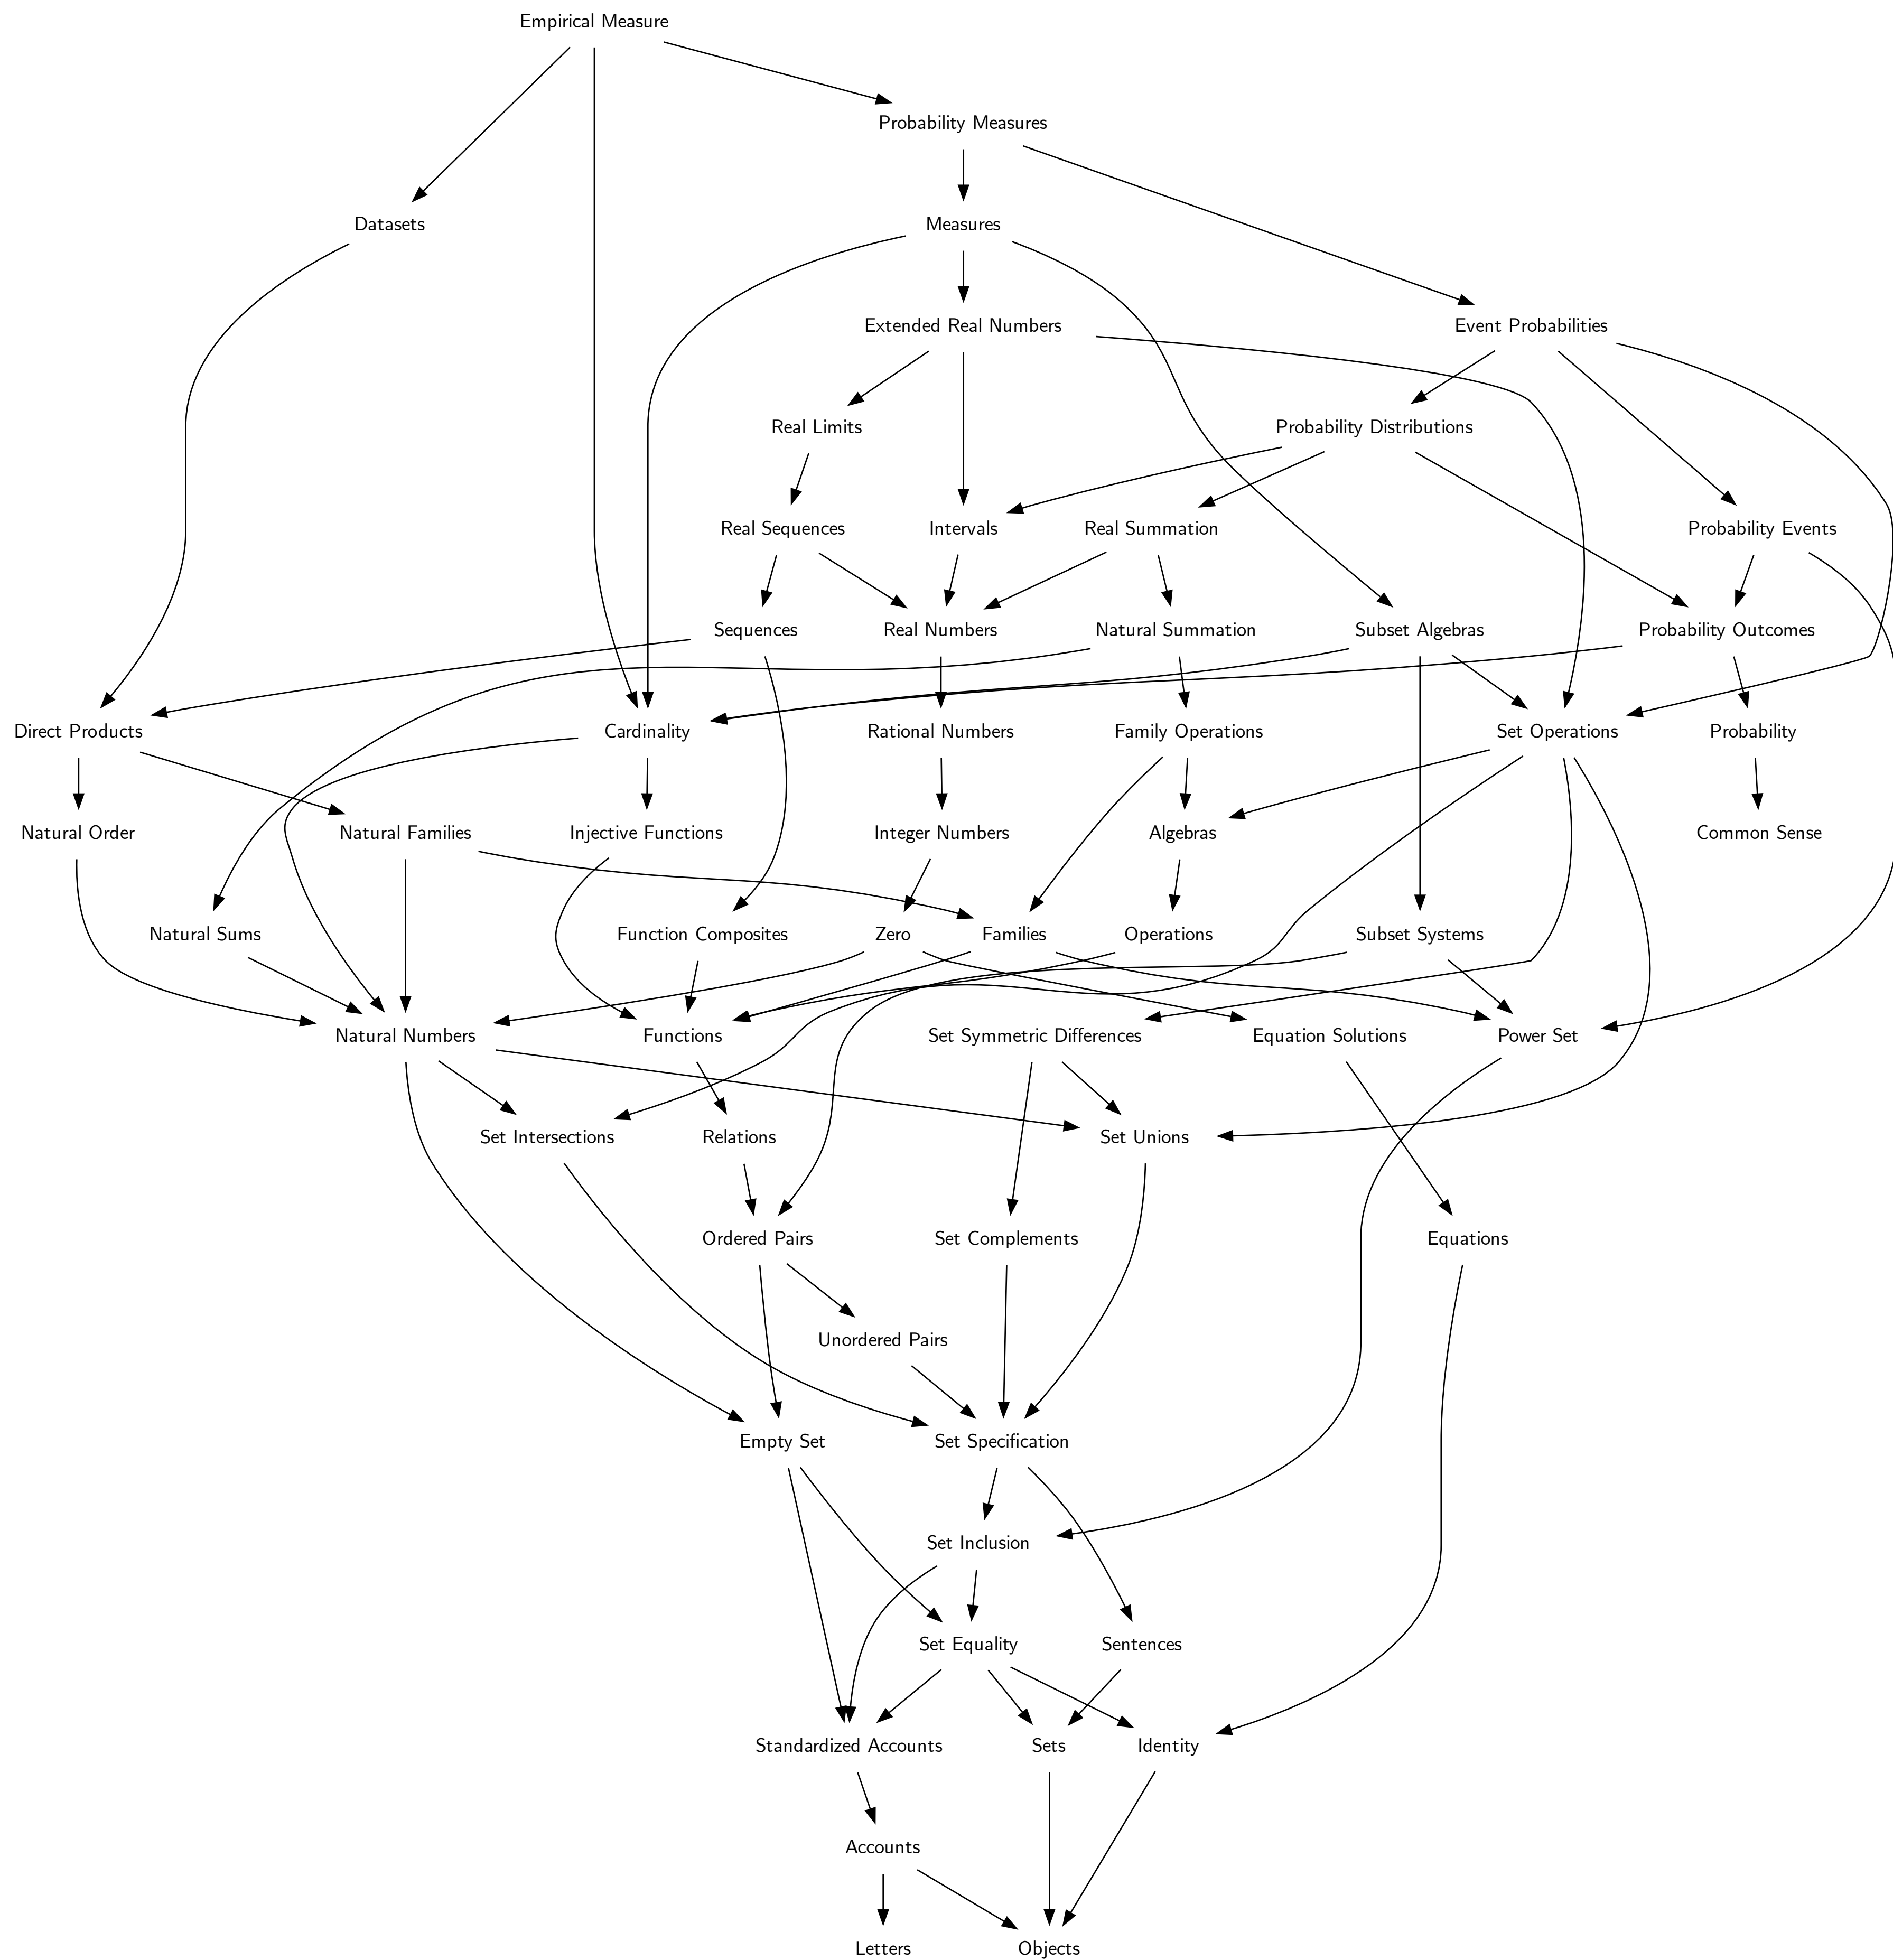 Empirical Measure
Probability Measures
Datasets
Measures
Extended Real Numbers
Event Probabilities
Real Limits
Probability Distributions
Real Sequences
Intervals
Real Summation
Probability Events
Sequences
Real Numbers
Natural Summation
Subset Algebras
Probability Outcomes
Direct Products
Cardinality
Rational Numbers
Family Operations
Set Operations
Probability
Natural Order
Natural Families
Injective Functions
Integer Numbers
Algebras
Common Sense
Natural Sums
Function Composites
Zero
Families
Operations
Subset Systems
Natural Numbers
Functions
Set Symmetric Differences
Equation Solutions
Power Set
Set Intersections
Relations
Set Unions
Ordered Pairs
Set Complements
Equations
Unordered Pairs
Empty Set
Set Specification
Set Inclusion
Set Equality
Sentences
Standardized Accounts
Sets
Identity
Accounts
Letters
Objects